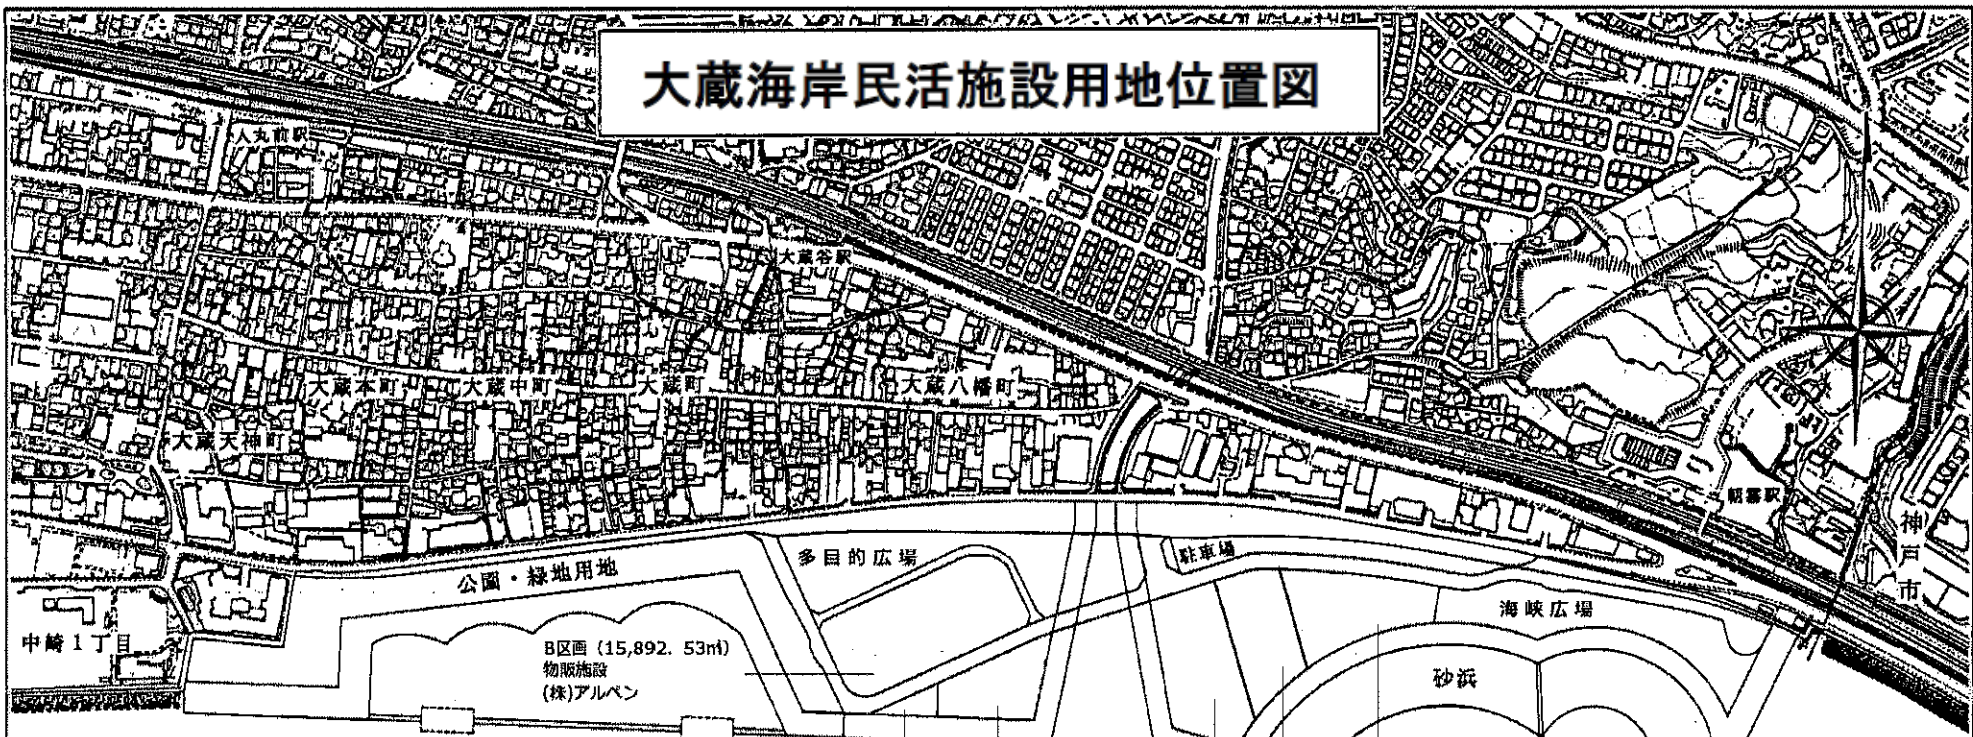 大蔵海岸民活施設用地位置図
人丸前駅
大蔵谷駅
大蔵本町
大蔵中町
大蔵町
大蔵八幡町
大蔵天神町
朝霧駅
神戸市
公園・緑地用地
多目的広場
駐車場
海峡広場
中崎1丁目
B区画（15,892．53㎡）
物販施設
(株)アルペン
砂浜